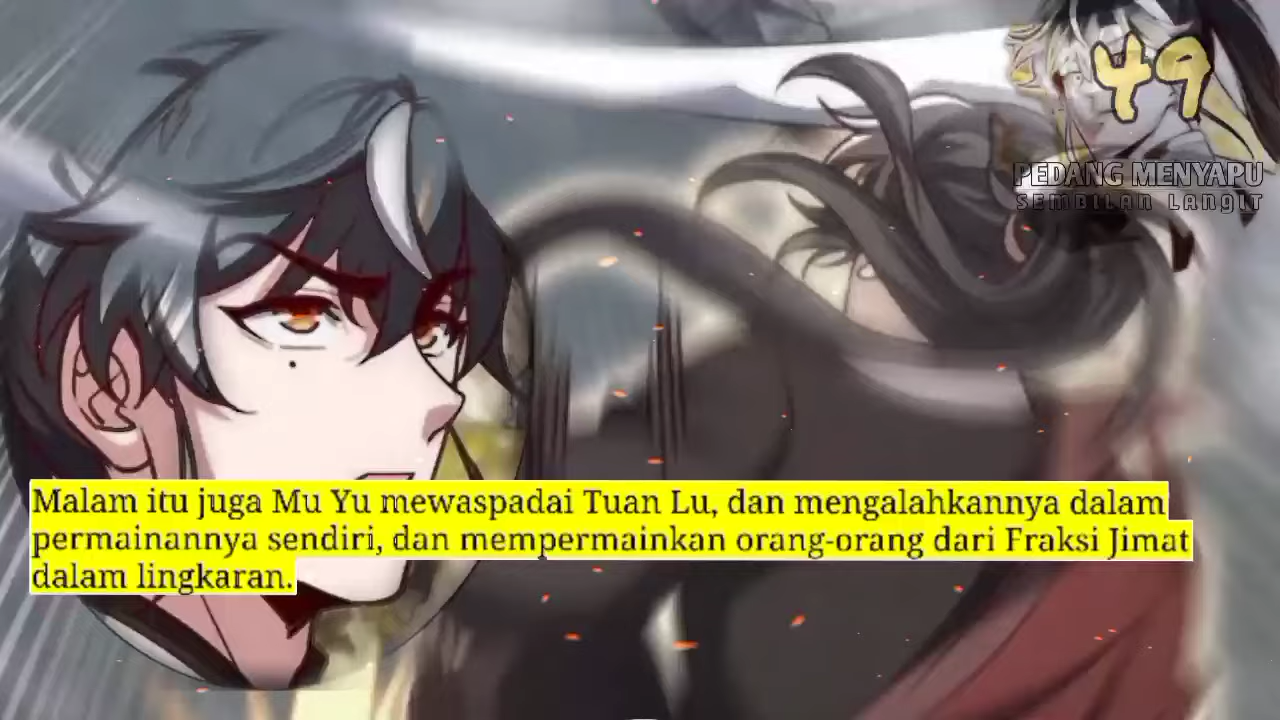 49
PEDANG MENYAPU
SEMBILAN LANGIT
Malam itu juga Mu Yu mewaspadai Tuan Lu, dan mengalahkannya dalam
permainannya sendiri, dan mempermainkan orang-orang dari Fraksi Jimat
dalam lingkaran.